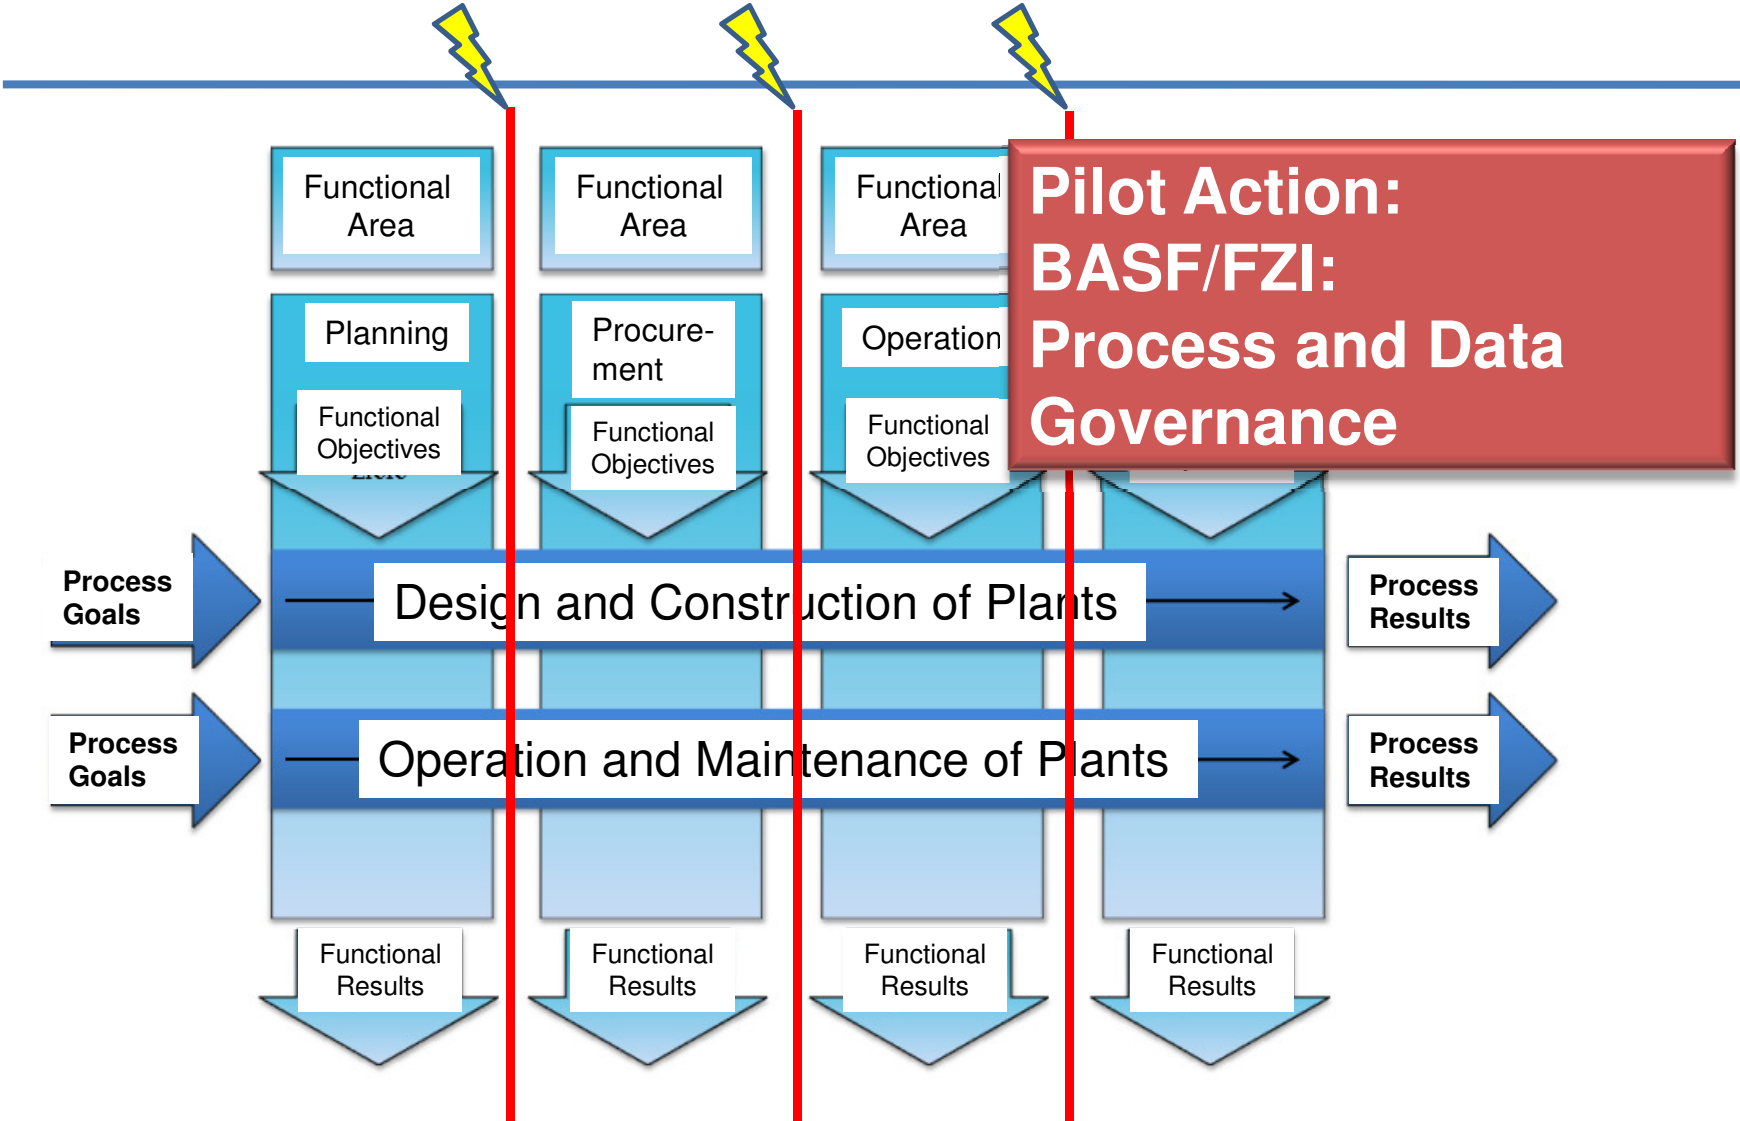 Functional
Area
Functional
Area
Functional
Area
Pilot Action:
BASF/FZI:
Process and Data
Governance
Planning
Procure-
ment
Operation
Functional
Objectives
Functional
Objectives
Functional
Objectives
Process
Goals
Design and Construction of Plants
Process
Results
Process
Goals
Operation and Maintenance of Plants
Process
Results
Functional
Results
Functional
Results
Functional
Results
Functional
Results